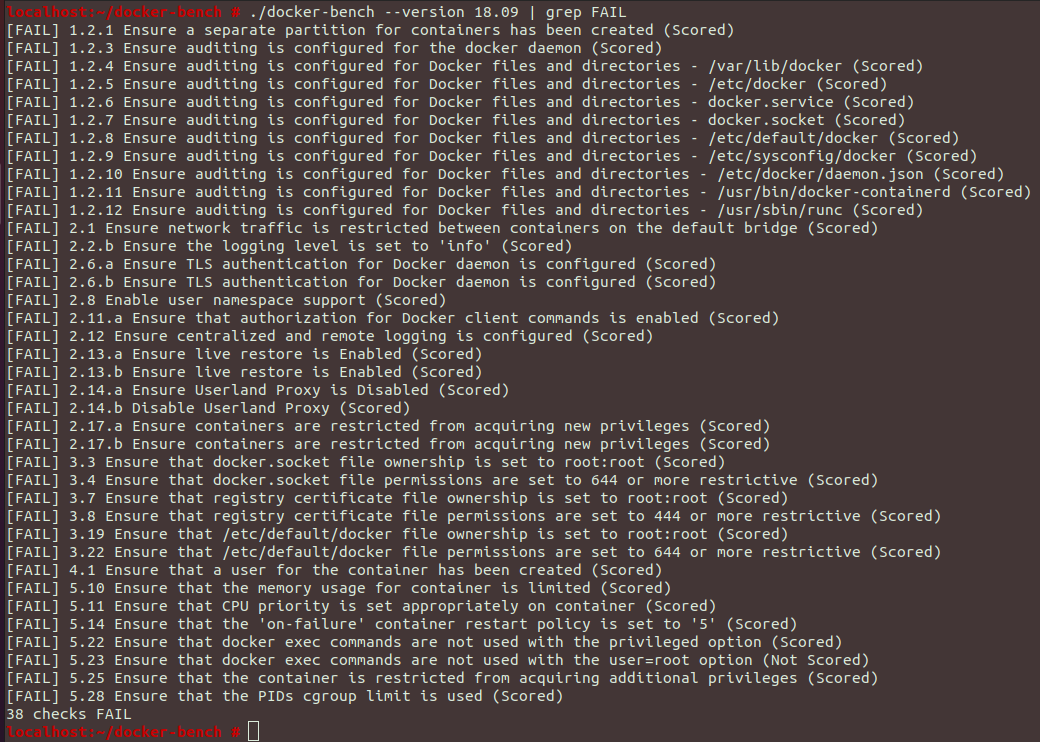 localhost:~/docker-bench # ./docker-bench --version 18.09 | grep FAIL
[FAIL] 1.2.1 Ensure a separate partition for containers has been created (Scored)
[FAIL] 1.2.3 Ensure auditing is configured for the docker daemon (Scored)
[FAIL] 1.2.4 Ensure auditing is configured for Docker files and directories - /var/lib/docker (Scored)
[FAIL] 1.2.5 Ensure auditing is configured for Docker files and directories - /etc/docker (Scored)
[FAIL] 1.2.6 Ensure auditing is configured for Docker files and directories - docker.service (Scored)
[FAIL] 1.2.7 Ensure auditing is configured for Docker files and directories - docker.socket (Scored)
[FAIL] 1.2.8 Ensure auditing is configured for Docker files and directories - /etc/default/docker (Scored)
[FAIL] 1.2.9 Ensure auditing is configured for Docker files and directories - /etc/sysconfig/docker (Scored)
[FAIL] 1.2.10 Ensure auditing is configured for Docker files and directories - /etc/docker/daemon.json (Scored)
[FAIL] 1.2.11 Ensure auditing is configured for Docker files and directories - /usr/bin/docker-containerd (Scored)
[FAIL] 1.2.12 Ensure auditing is configured for Docker files and directories - /usr/sbin/runc (Scored)
[FAIL] 2.1 Ensure network traffic is restricted between containers on the default bridge (Scored)
[FAIL] 2.2.b Ensure the logging level is set to 'info' (Scored)
[FAIL] 2.6.a Ensure TLS authentication for Docker daemon is configured (Scored)
[FAIL] 2.6.b Ensure TLS authentication for Docker daemon is configured (Scored)
[FAIL] 2.8 Enable user namespace support (Scored)
[FAIL] 2.11.a Ensure that authorization for Docker client commands is enabled (Scored)
[FAIL] 2.12 Ensure centralized and remote logging is configured (Scored)
[FAIL] 2.13.a Ensure live restore is Enabled (Scored)
[FAIL] 2.13.b Ensure live restore is Enabled (Scored)
[FAIL] 2.14.a Ensure Userland Proxy is Disabled (Scored)
[FAIL] 2.14.b Disable Userland Proxy (Scored)
[FAIL] 2.17.a Ensure containers are restricted from acquiring new privileges (Scored)
[FAIL] 2.17.b Ensure containers are restricted from acquiring new privileges (Scored)
[FAIL] 3.3 Ensure that docker.socket file ownership is set to root:root (Scored)
[FAIL] 3.4 Ensure that docker.socket file permissions are set to 644 or more restrictive (Scored)
[FAIL] 3.7 Ensure that registry certificate file ownership is set to root:root (Scored)
[FAIL] 3.8 Ensure that registry certificate file permissions are set to 444 or more restrictive (Scored)
[FAIL] 3.19 Ensure that /etc/default/docker file ownership is set to root:root (Scored)
[FAIL] 3.22 Ensure that /etc/default/docker file permissions are set to 644 or more restrictive (Scored)
[FAIL] 4.1 Ensure that a user for the container has been created (Scored)
[FAIL] 5.10 Ensure that the memory usage for container is limited (Scored)
[FAIL] 5.11 Ensure that CPU priority is set appropriately on container (Scored)
[FAIL] 5.14 Ensure that the 'on-failure' container restart policy is set to '5' (Scored)
[FAIL] 5.22 Ensure that docker exec commands are not used with the privileged option (Scored)
[FAIL] 5.23 Ensure that docker exec commands are not used with the user=root option (Not Scored)
[FAIL] 5.25 Ensure that the container is restricted from acquiring additional privileges (Scored)
[FAIL] 5.28 Ensure that the PIDs cgroup limit is used (Scored)
38 checks FAIL
localhost:~/docker-bench #